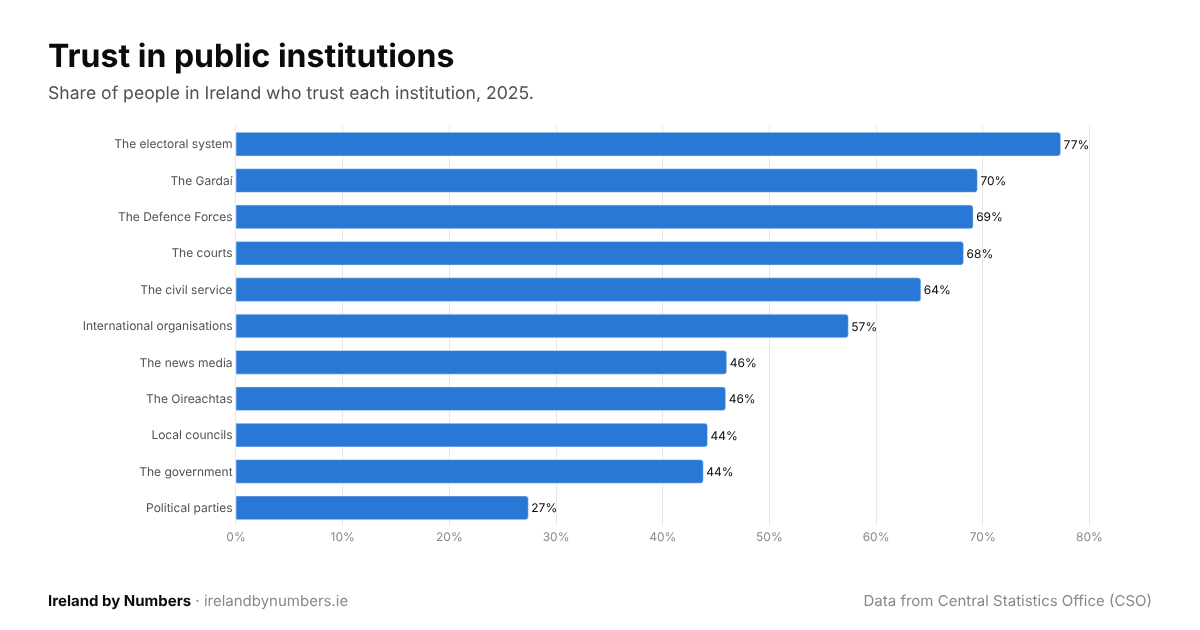 Trust in public institutions
Share of people in Ireland who trust each institution, 2025.
The electoral system 77%
The Gardaí 70%
The Defence Forces 69%
The courts 68%
The civil service 64%
International organisations 57%
The news media 46%
The Oireachtas 46%
Local councils 44%
The government 44%
Political parties 27%
0% 10% 20% 30% 40% 50% 60% 70% 80%
Ireland by Numbers · irelandbynumbers.ie Data from Central Statistics Office (CSO)